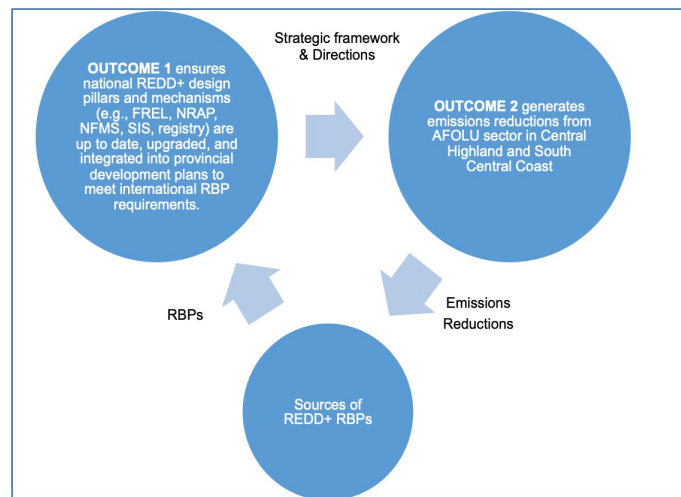 Strategic framework
& Directions
OUTCOME 1 ensures
national REDD+ design
pillars and mechanisms
(e.g., FREL, NRAP,
NFMS, SIS, registry) are
up to date, upgraded, and
integrated into provincial
development plans to
meet international RBP
requirements.
OUTCOME 2 generates
emissions reductions from
AFOLU sector in Central
Highland and South
Central Coast
RBPs
Emissions
Reductions
Sources of
REDD+ RBPs